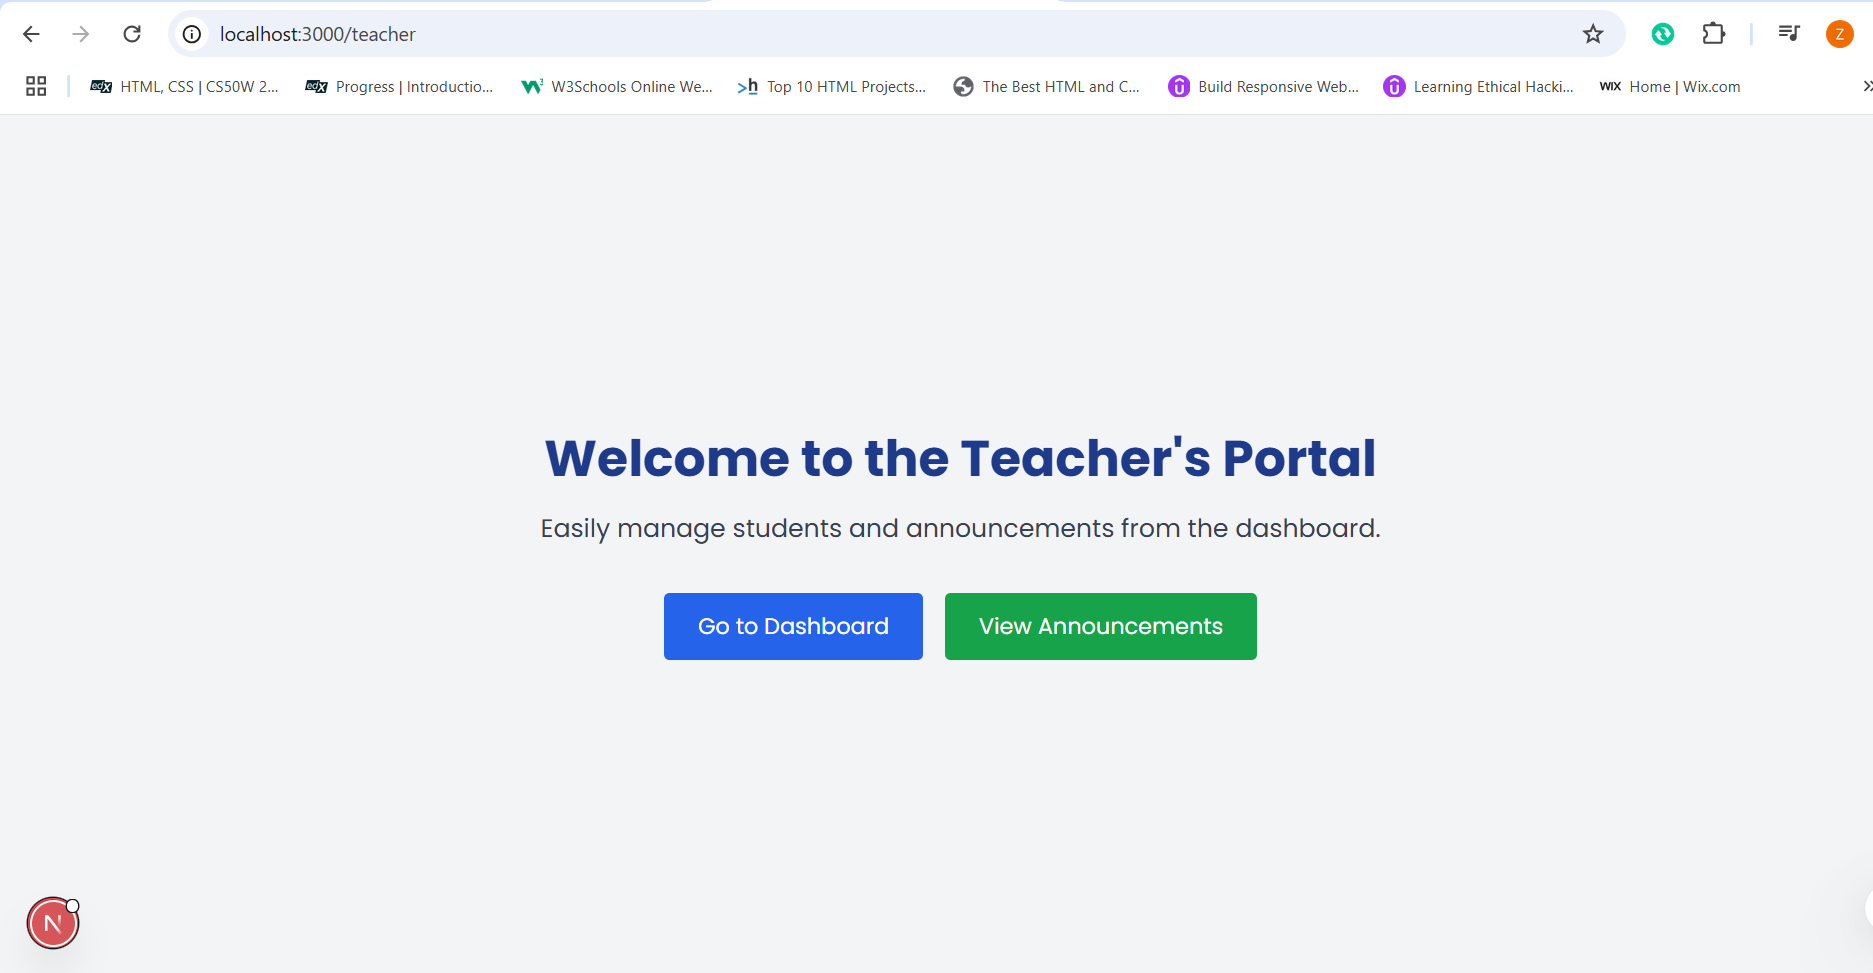 localhost:3000/teacher
Z
edX HTML, CSS | CS50W 2... edX Progress | Introductio... W3Schools Online We... >h Top 10 HTML Projects... The Best HTML and C... Build Responsive Web... Learning Ethical Hacki... WIX Home | Wix.com »
Welcome to the Teacher's Portal
Easily manage students and announcements from the dashboard.
Go to Dashboard View Announcements
N